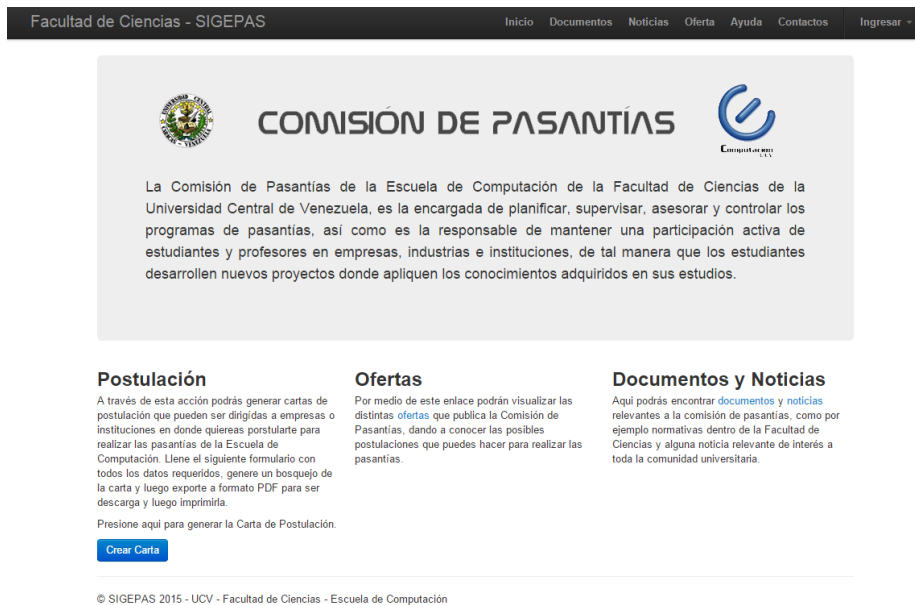 Facultad de Ciencias - SIGEPAS
Inicio Documentos Noticias Oferta Ayuda Contactos Ingresar
COMISIÓN DE PASANTÍAS
Computación
U.C.V.
La Comisión de Pasantías de la Escuela de Computación de la Facultad de Ciencias de la
Universidad Central de Venezuela, es la encargada de planificar, supervisar, asesorar y controlar los
programas de pasantías, así como es la responsable de mantener una participación activa de
estudiantes y profesores en empresas, industrias e instituciones, de tal manera que los estudiantes
desarrollen nuevos proyectos donde apliquen los conocimientos adquiridos en sus estudios.
Postulación
A través de esta acción podrás generar cartas de
postulación que pueden ser dirigídas a empresas o
instituciones en donde quiereas porstularte para
realizar las pasantías de la Escuela de
Computación. Llene el siguiente formulario con
todos los datos requeridos, genere un bosquejo de
la carta y luego exporte a formato PDF para ser
descarga y luego imprimirla.
Presione aqui para generar la Carta de Postulación.
Crear Carta
Ofertas
Por medio de este enlace podrán visualizar las
distintas ofertas que publica la Comisión de
Pasantías, dando a conocer las posibles
postulaciones que puedes hacer para realizar las
pasantías.
Documentos y Noticias
Aqui podrás encontrar documentos y noticias
relevantes a la comisión de pasantías, como por
ejemplo normativas dentro de la Facultad de
Ciencias y alguna noticia relevante de interés a
toda la comunidad universitaria.
© SIGEPAS 2015 - UCV - Facultad de Ciencias - Escuela de Computación